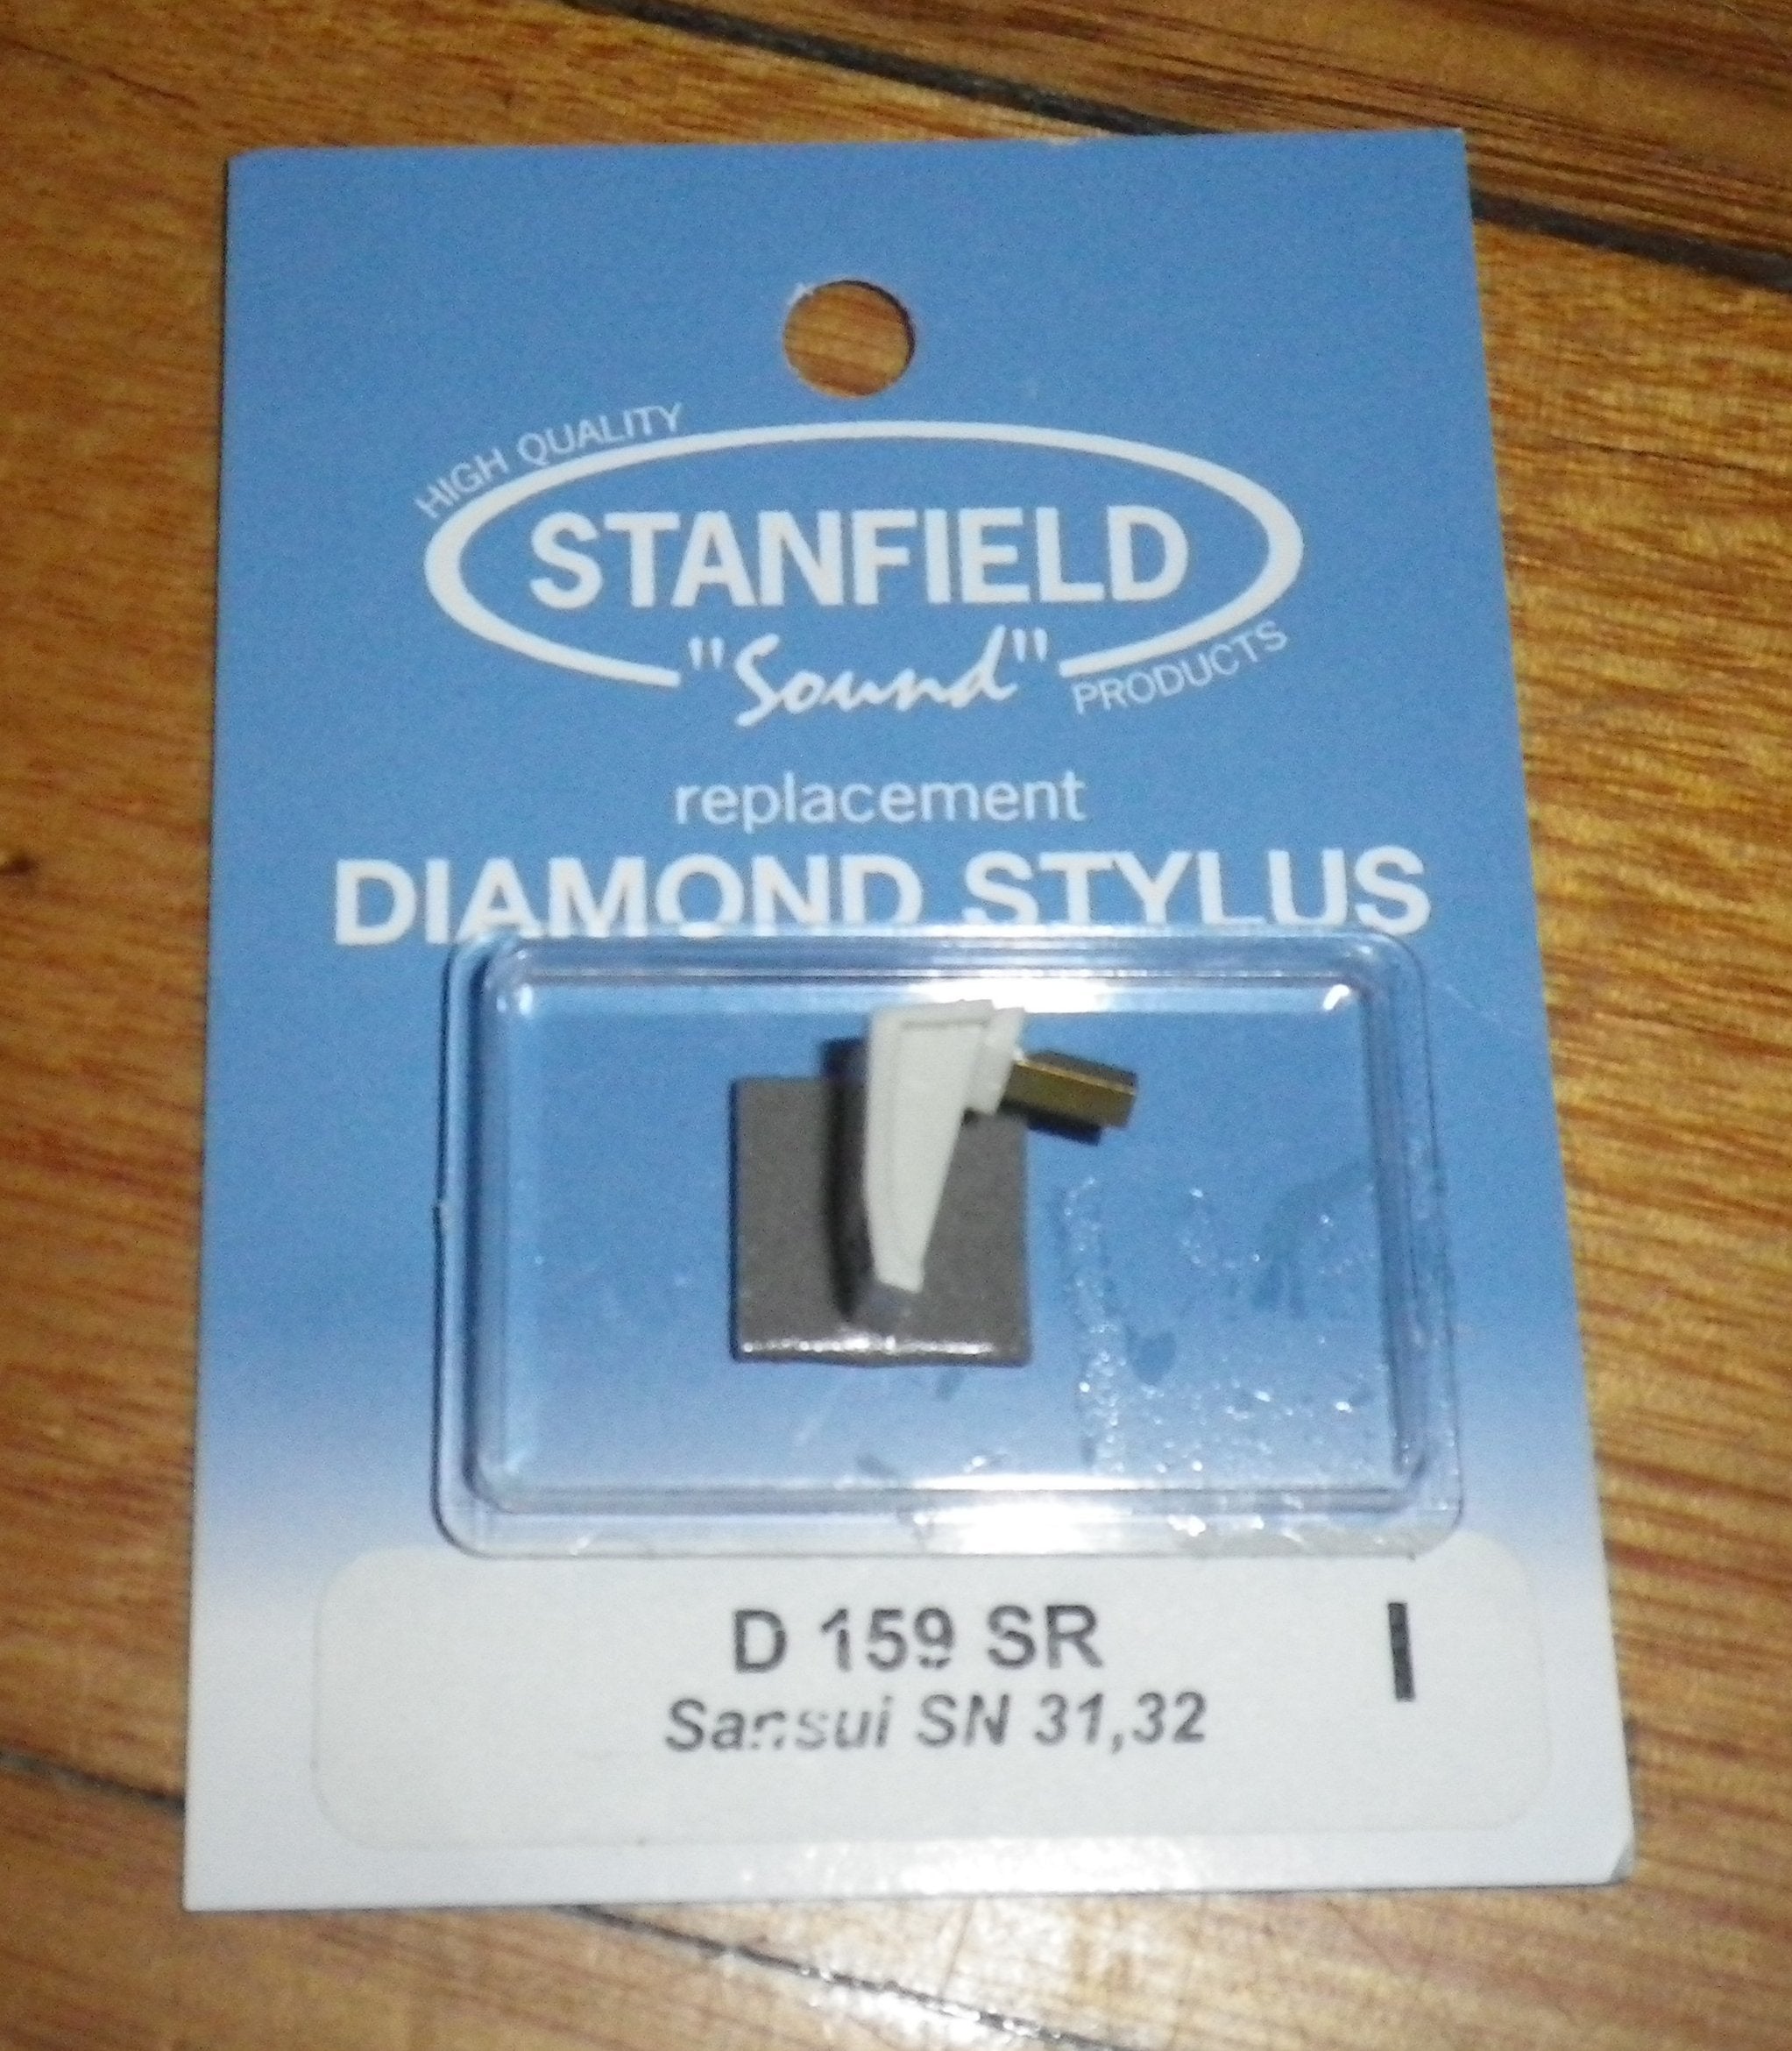 HIGH QUALITY
STANFIELD
"Sound"
PRODUCTS
replacement
DIAMOND STYLUS
D 159 SR
Sansui SN 31,32